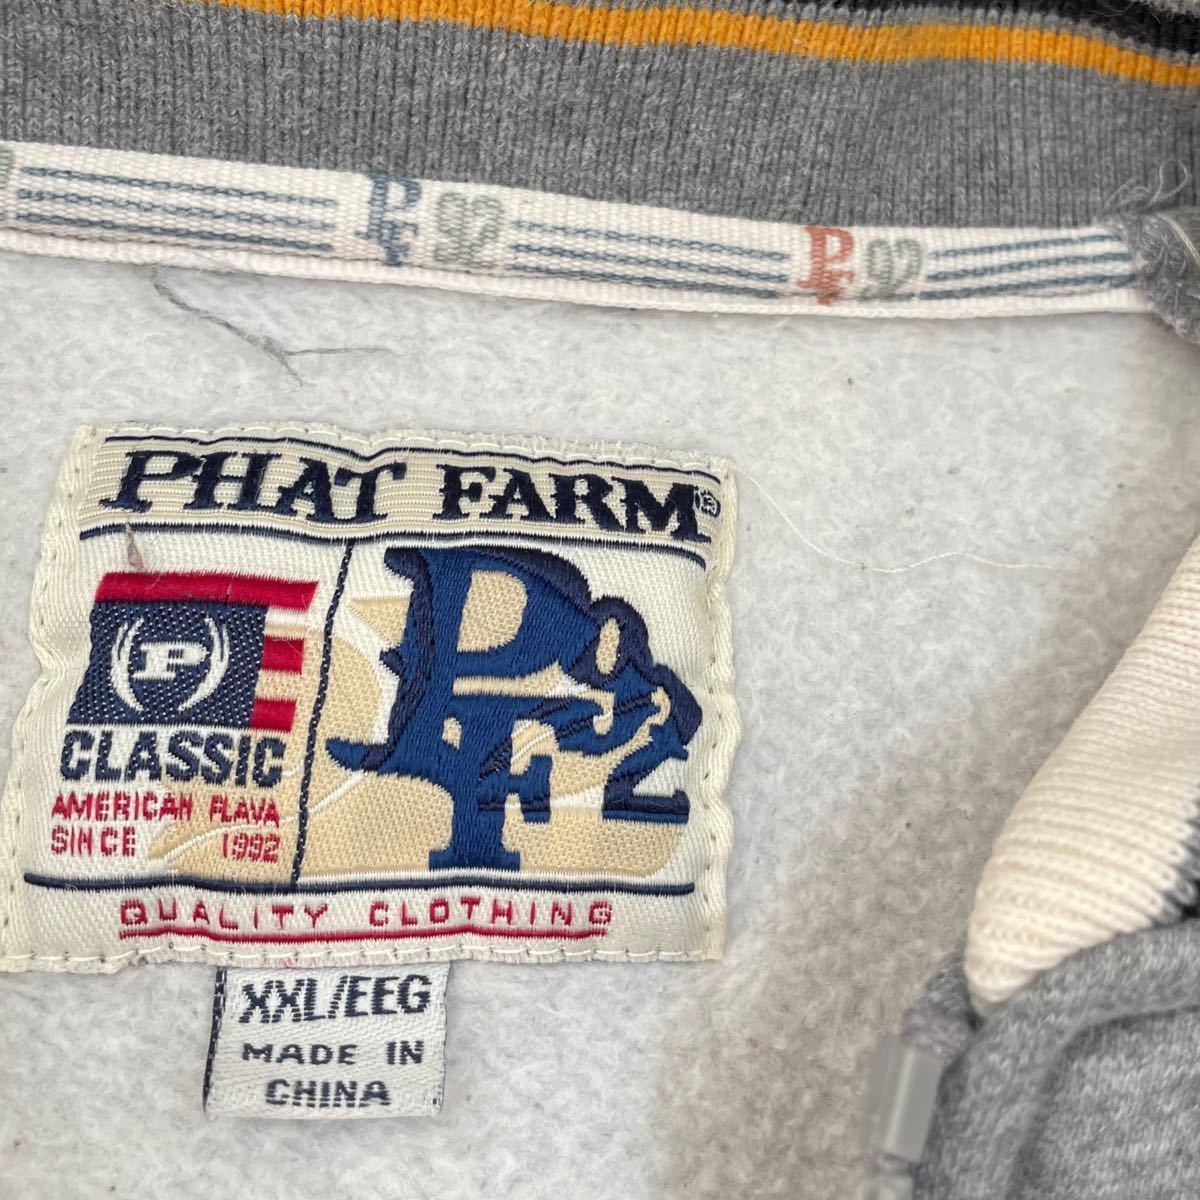 PF 92 PF 92
PHAT FARM®
P
CLASSIC
AMERICAN FLAVA
SINCE 1992
PF 92
QUALITY CLOTHING
XXL/EEG
MADE IN
CHINA